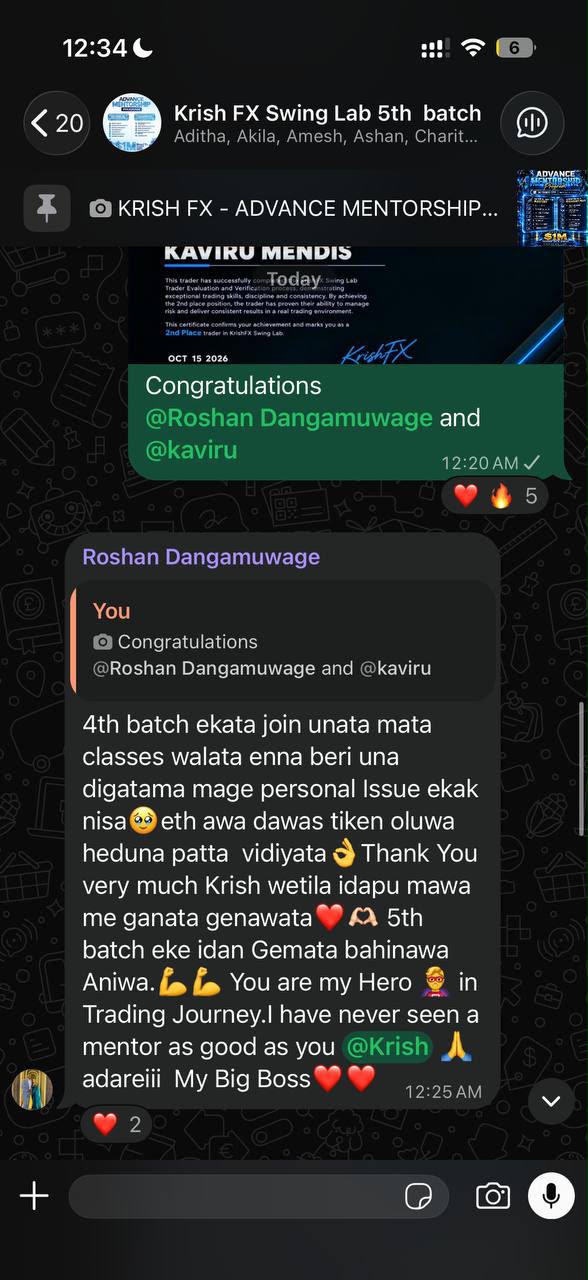 12:34
6
20
Krish FX Swing Lab 5th batch
Aditha, Akila, Amesh, Ashan, Charit...
KRISH FX - ADVANCE MENTORSHIP...
ADVANCE
MENTORSHIP
$1M
KAVIRU MENDIS
Today
This trader has successfully Swing Lab
Trader Evaluation and Verification process, demonstrating
exceptional trading skills, discipline and consistency. By achieving
the 2nd position, the trader has proven their ability to manage
risk and deliver consistent results in a real trading environment.
This certificate confirms your achievement and marks you as a
2nd Place trader in KrishFX Swing Lab.
OCT 15 2026
KrishFX
Congratulations
@Roshan Dangamuwage and
@kaviru
12:20 AM
5
Roshan Dangamuwage
You
Congratulations
@Roshan Dangamuwage and @kaviru
4th batch ekata join unata mata
classes walata enna beri una
digatama mage personal Issue ekak
nisa🥹eth awa dawas tiken oluwa
heduna patta vidiyata👌Thank You
very much Krish wetila idapu mawa
me ganata genawata❤️🫶🏻 5th
batch eke idan Gemata bahinawa
Aniwa.💪💪 You are my Hero 🦸 in
Trading Journey.I have never seen a
mentor as good as you @Krish 🙏
adareiii My Big Boss❤️❤️
12:25 AM
2